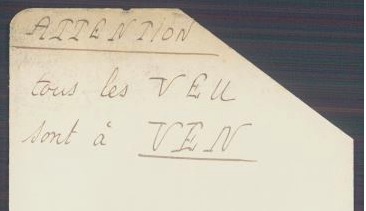 ATTENTION
tous les VEU
sont à VEN